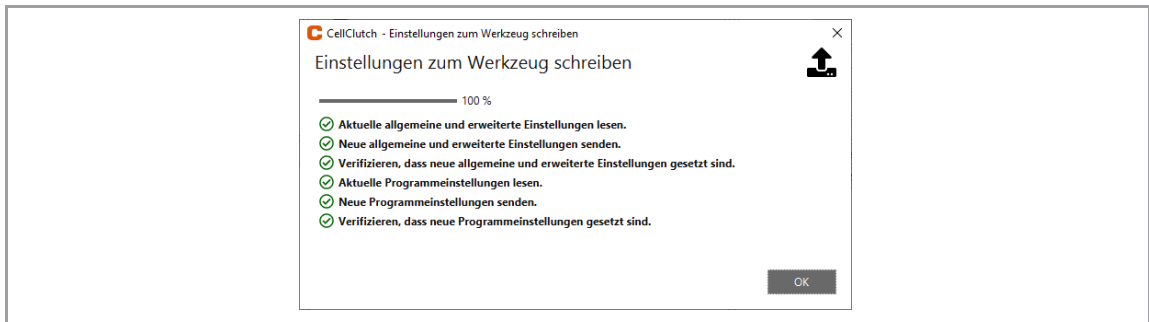 CellClutch - Einstellungen zum Werkzeug schreiben
Einstellungen zum Werkzeug schreiben
100 %
Aktuelle allgemeine und erweiterte Einstellungen lesen.
Neue allgemeine und erweiterte Einstellungen senden.
Verifizieren, dass neue allgemeine und erweiterte Einstellungen gesetzt sind.
Aktuelle Programmeinstellungen lesen.
Neue Programmeinstellungen senden.
Verifizieren, dass neue Programmeinstellungen gesetzt sind.
OK